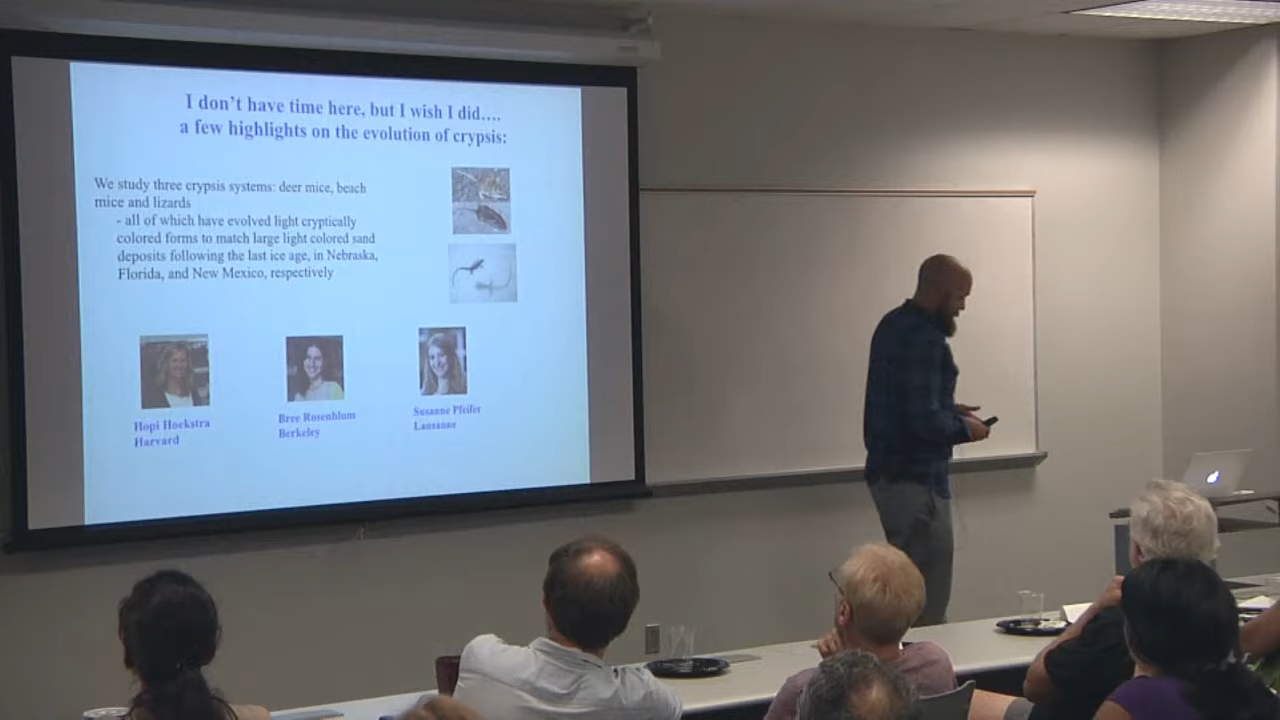 I don't have time here, but I wish I did....
a few highlights on the evolution of crypsis:
We study three crypsis systems: deer mice, beach
mice and lizards
- all of which have evolved light cryptically
colored forms to match large light colored sand
deposits following the last ice age, in Nebraska,
Florida, and New Mexico, respectively
Hopi Hoekstra
Harvard
Bree Rosenblum
Berkeley
Susanne Pfeifer
Lausanne